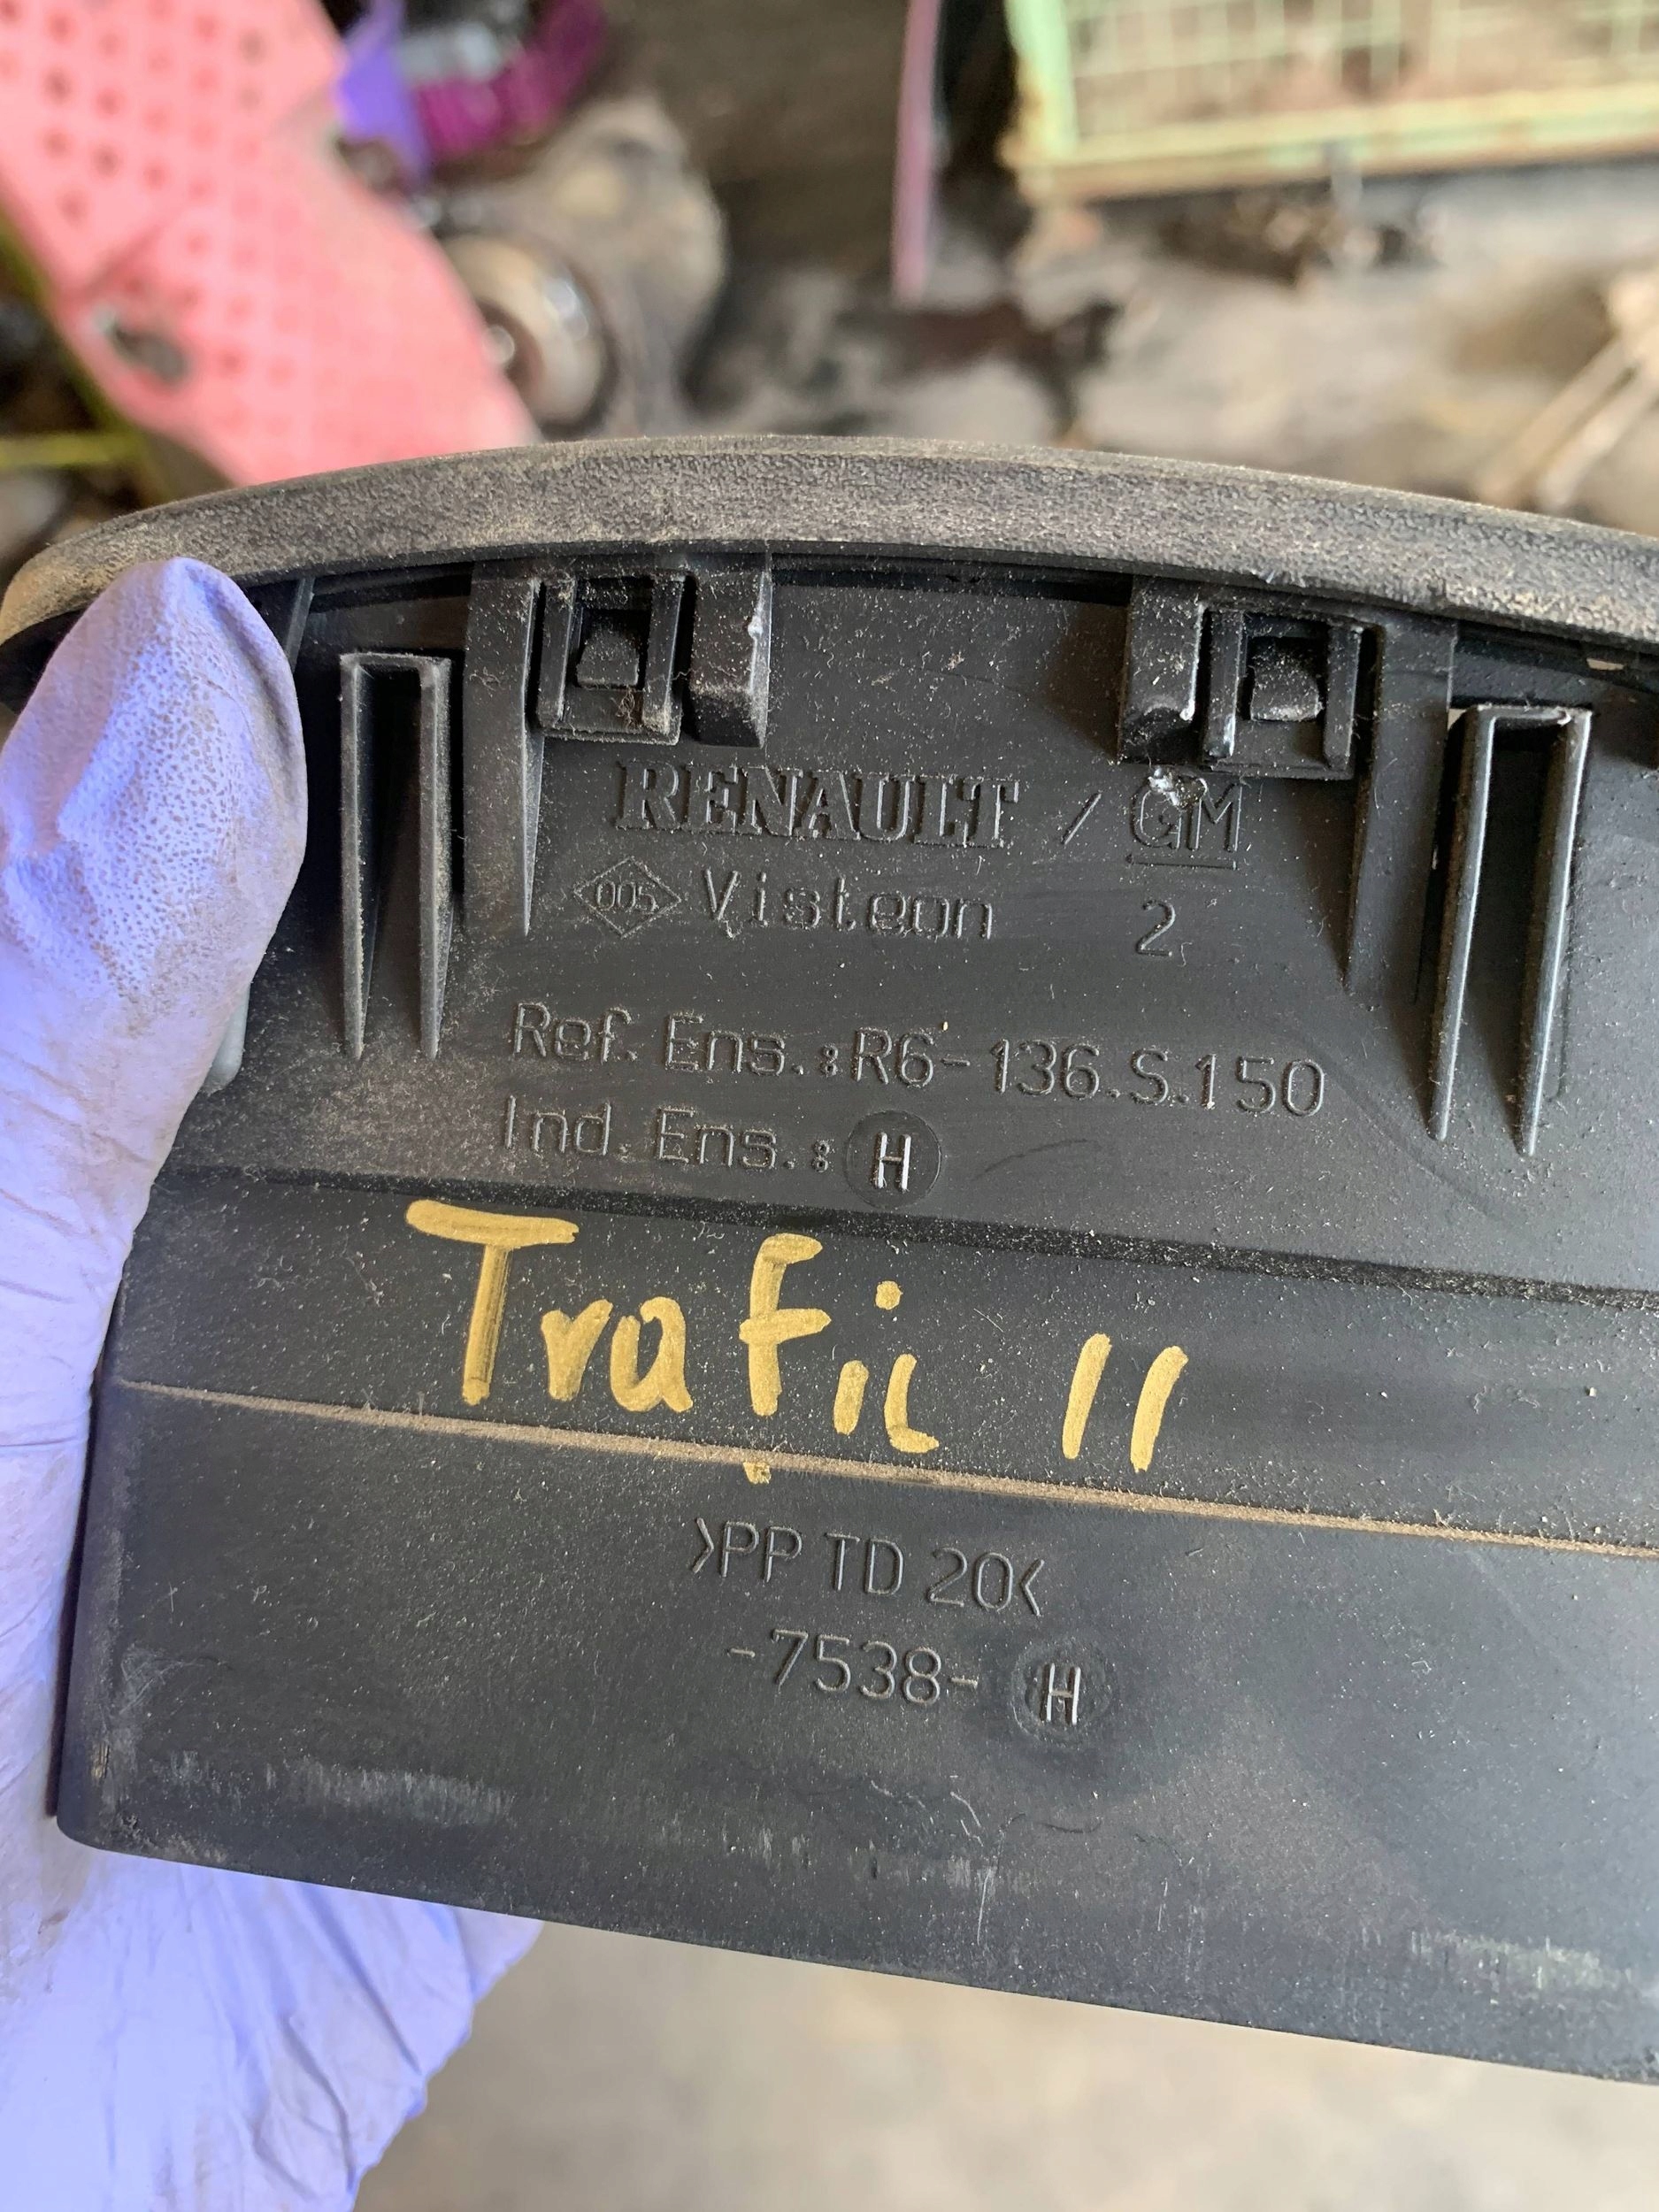 RENAULT / GM
005 Visteon 2
Ref. Ens.:R6-136.S.150
Ind. Ens.: H
Trafic II
>PP TD 20<
-7538- H